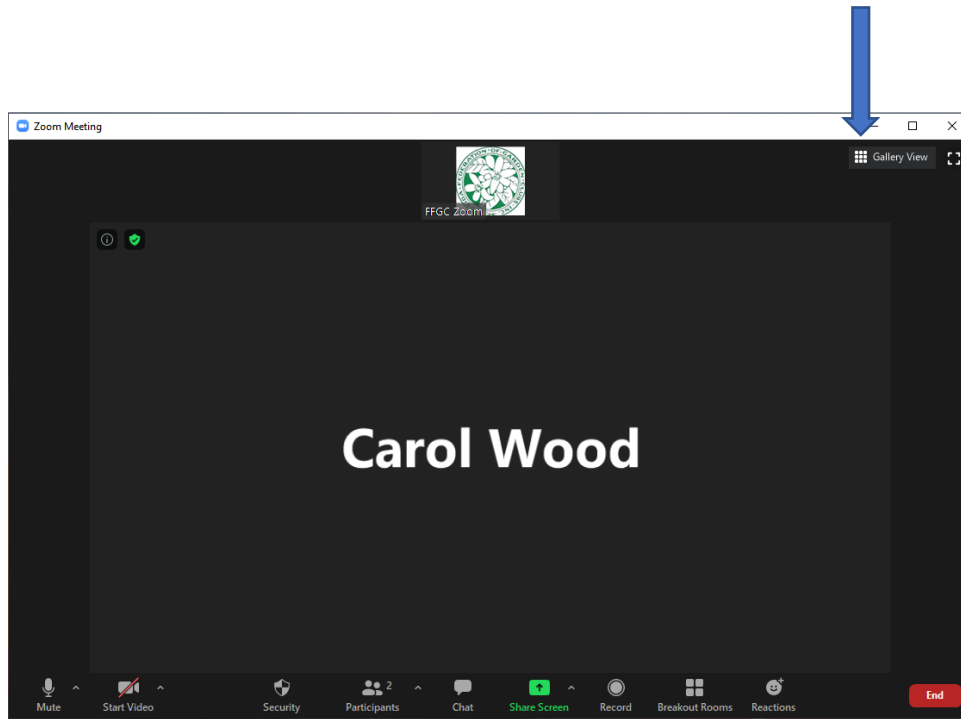 Zoom Meeting
Gallery View
FFGC Zoom
Carol Wood
2
Mute
Start Video
Security
Participants
Chat
Share Screen
Record
Breakout Rooms
Reactions
End